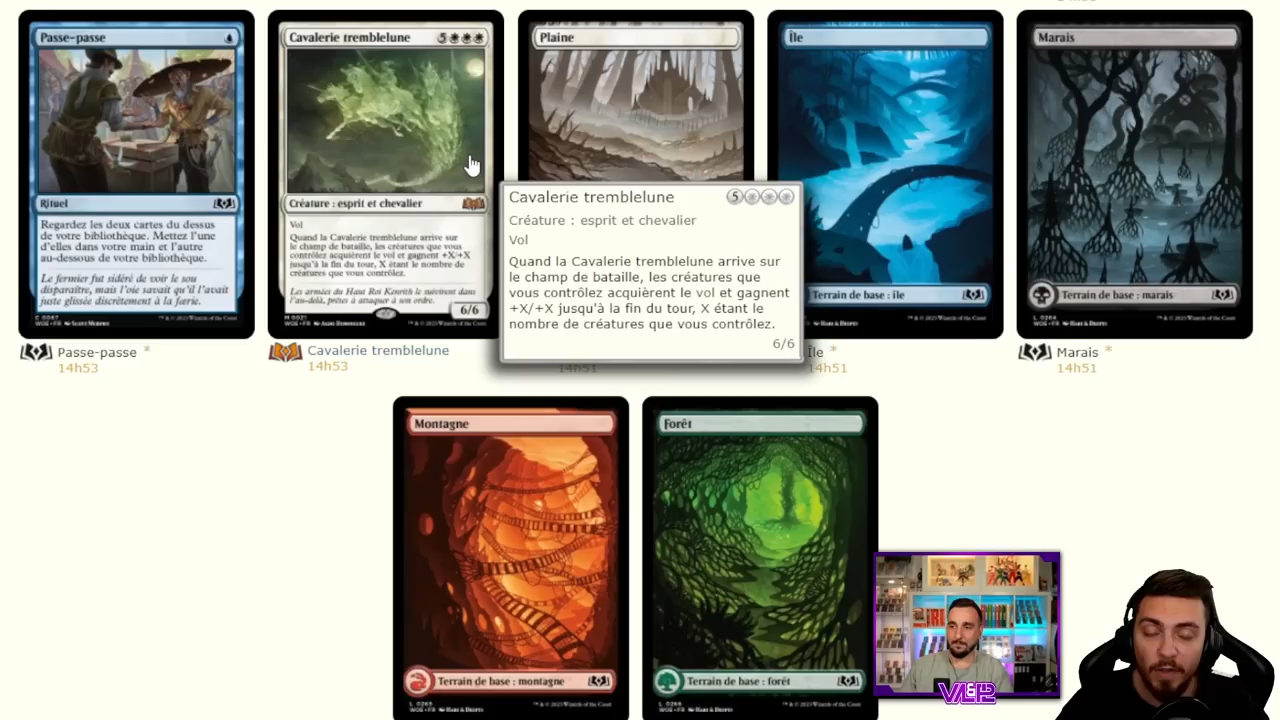 Passe-passe
Rituel
Regardez les deux cartes du dessus
de votre bibliothèque. Mettez l'une
d'elles dans votre main et l'autre
au-dessous de votre bibliothèque.
Le fermier fut sidéré de voir le sou
disparaître, mais l'oie savait qu'il l'avait
juste glissée discrètement à la faerie.
Passe-passe *
14h53
Cavalerie tremblelune 5
Créature : esprit et chevalier
Vol
Quand la Cavalerie tremblelune arrive sur
le champ de bataille, les créatures que
vous contrôlez acquièrent le vol et gagnent +X/+X
jusqu'à la fin du tour, X étant le nombre de
créatures que vous contrôlez.
Les armées du Haut Roi Kenrith le suivirent dans
l'au-delà, prêtes à attaquer à son ordre.
6/6
Cavalerie tremblelune
14h53
Plaine
Cavalerie tremblelune 5
Créature : esprit et chevalier
Vol
Quand la Cavalerie tremblelune arrive sur
le champ de bataille, les créatures que
vous contrôlez acquièrent le vol et gagnent
+X/+X jusqu'à la fin du tour, X étant le
nombre de créatures que vous contrôlez.
6/6
14h51
Île
Terrain de base : île
Île *
14h51
Marais
Terrain de base : marais
Marais *
14h51
Montagne
Terrain de base : montagne
Forêt
Terrain de base : forêt